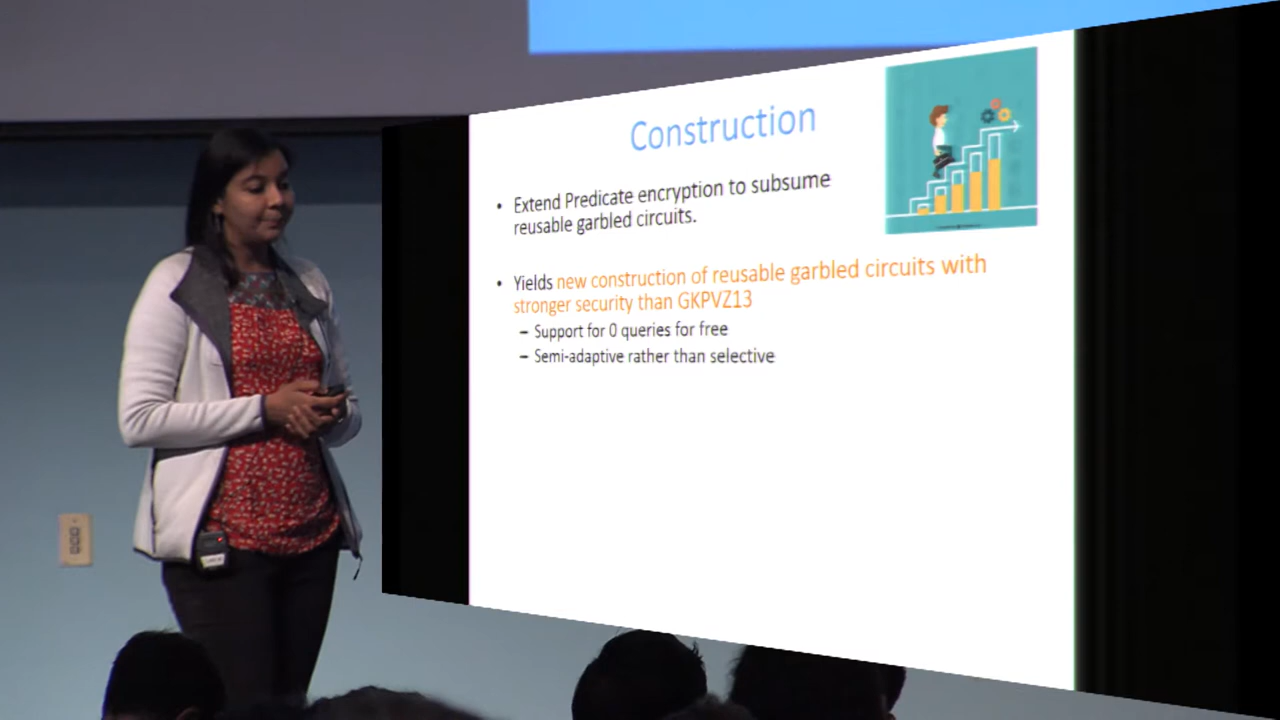 Construction
• Extend Predicate encryption to subsume
reusable garbled circuits.
• Yields new construction of reusable garbled circuits with
stronger security than GKPVZ13
– Support for 0 queries for free
– Semi-adaptive rather than selective